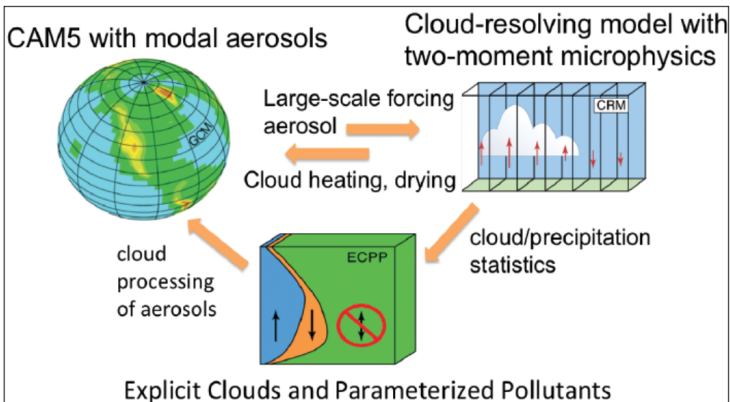 CAM5 with modal aerosols
Cloud-resolving model with
two-moment microphysics
Large-scale forcing
aerosol
Cloud heating, drying
GCM
CRM
cloud/precipitation
statistics
cloud
processing
of aerosols
ECPP
Explicit Clouds and Parameterized Pollutants